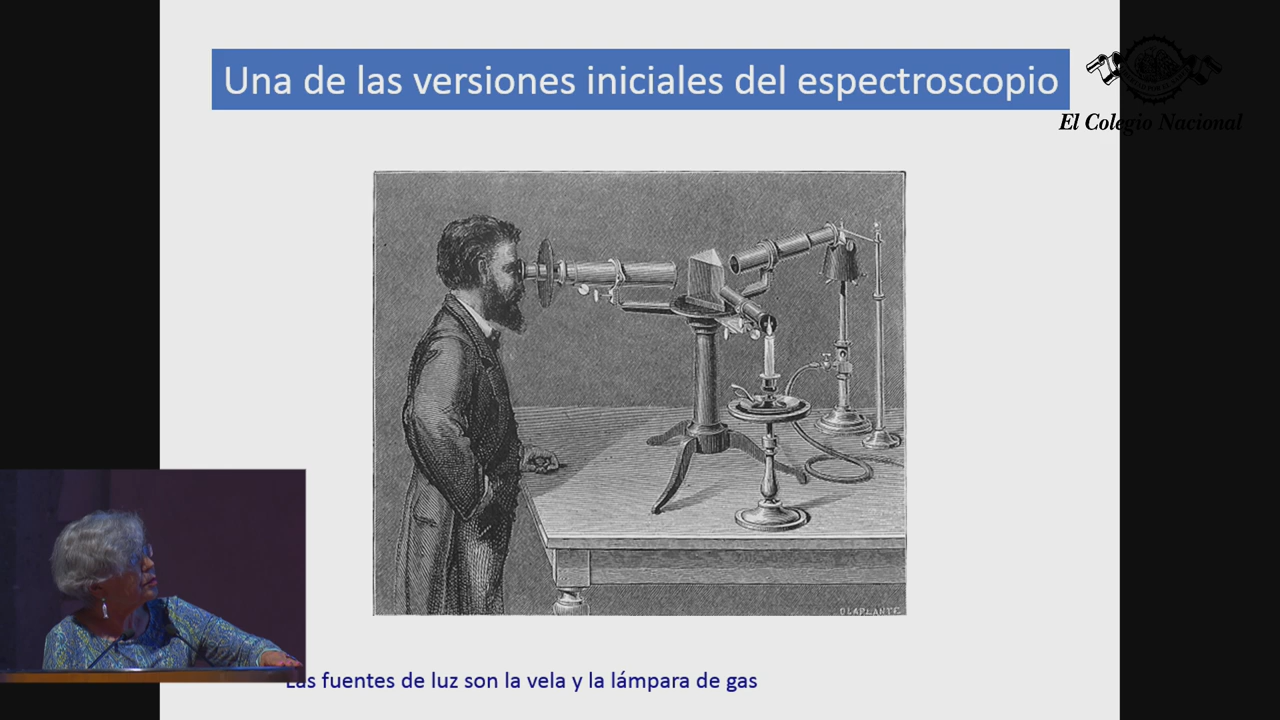 Una de las versiones iniciales del espectroscopio
El Colegio Nacional
Las fuentes de luz son la vela y la lámpara de gas